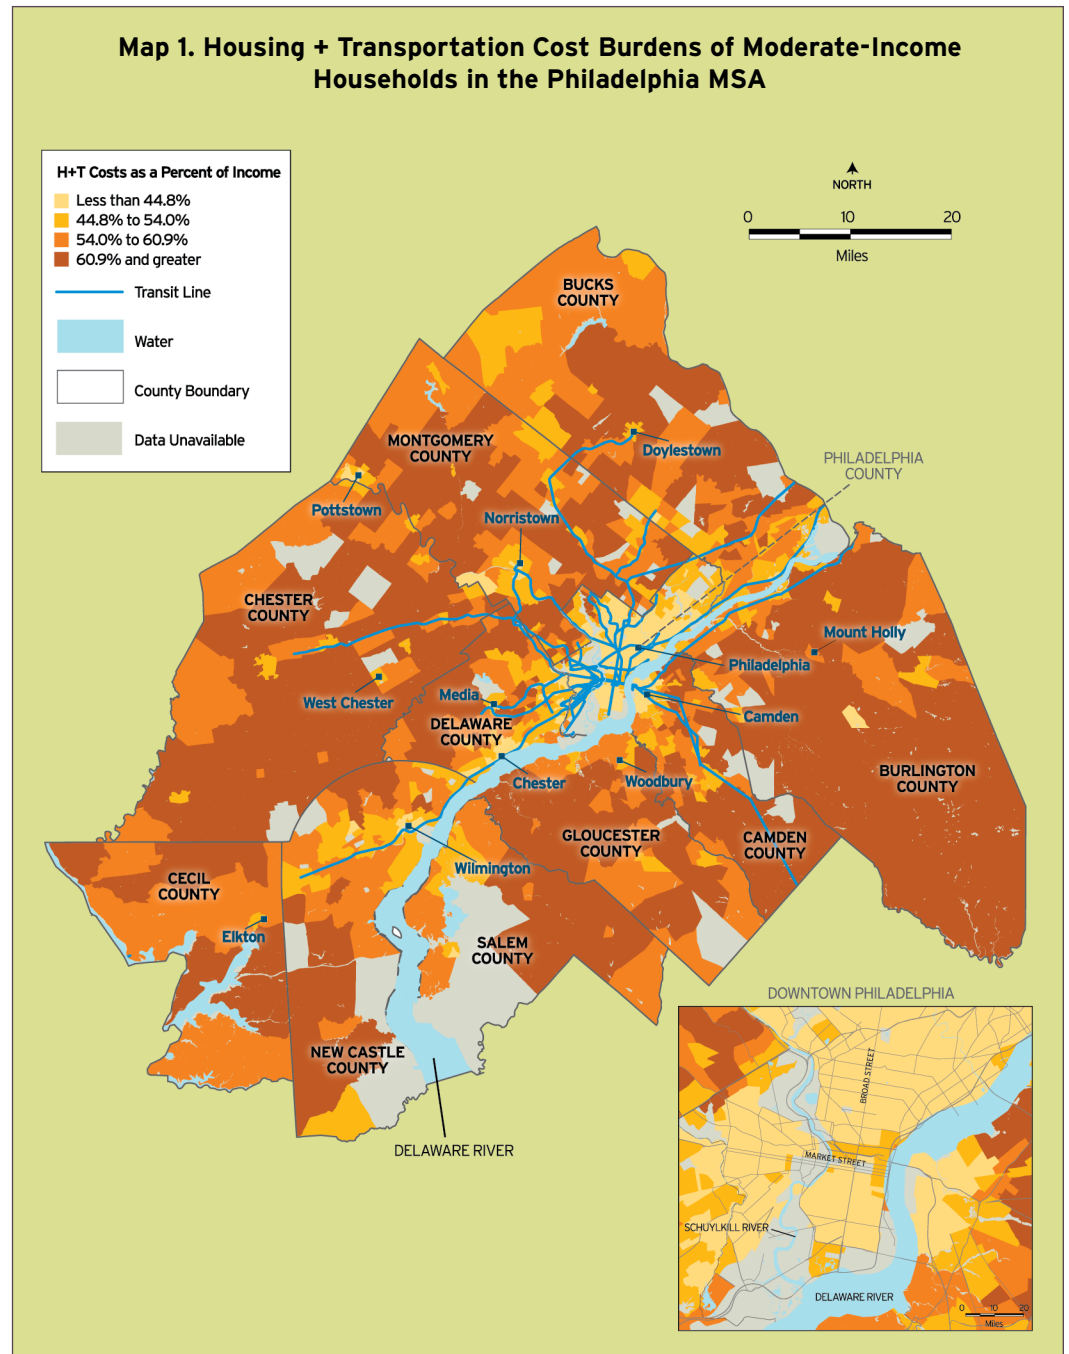 Map 1. Housing + Transportation Cost Burdens of Moderate-Income
Households in the Philadelphia MSA
H+T Costs as a Percent of Income
Less than 44.8%
44.8% to 54.0%
54.0% to 60.9%
60.9% and greater
Transit Line
Water
County Boundary
Data Unavailable
NORTH
0 10 20
Miles
BUCKS
COUNTY
MONTGOMERY
COUNTY
Doylestown
PHILADELPHIA
COUNTY
Pottstown
Norristown
CHESTER
COUNTY
Mount Holly
Philadelphia
West Chester
Media
Camden
DELAWARE
COUNTY
Chester
Woodbury
BURLINGTON
COUNTY
GLOUCESTER
COUNTY
CAMDEN
COUNTY
Wilmington
CECIL
COUNTY
Elkton
SALEM
COUNTY
NEW CASTLE
COUNTY
DELAWARE RIVER
DOWNTOWN PHILADELPHIA
BROAD STREET
MARKET STREET
SCHUYLKILL RIVER
DELAWARE RIVER
0 10 20
Miles